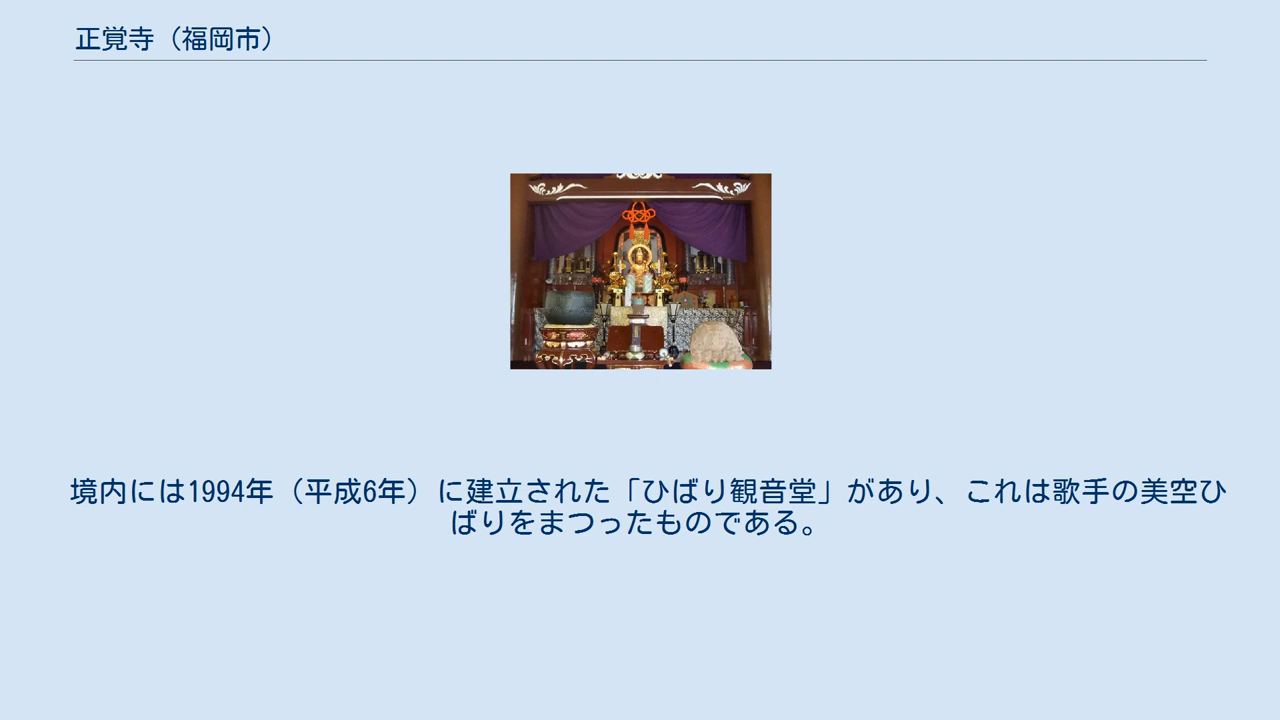 正覚寺（福岡市）
境内には1994年（平成6年）に建立された「ひばり観音堂」があり、これは歌手の美空ひ
ばりをまつったものである。